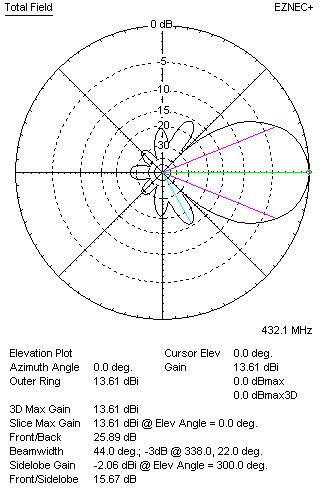 Total Field EZNEC+
0 dB
-5
-10
-15
-20
-30
432.1 MHz
Elevation Plot Cursor Elev 0.0 deg.
Azimuth Angle 0.0 deg. Gain 13.61 dBi
Outer Ring 13.61 dBi 0.0 dBmax
0.0 dBmax3D
3D Max Gain 13.61 dBi
Slice Max Gain 13.61 dBi @ Elev Angle = 0.0 deg.
Front/Back 25.89 dB
Beamwidth 44.0 deg.; -3dB @ 338.0, 22.0 deg.
Sidelobe Gain -2.06 dBi @ Elev Angle = 300.0 deg.
Front/Sidelobe 15.67 dB